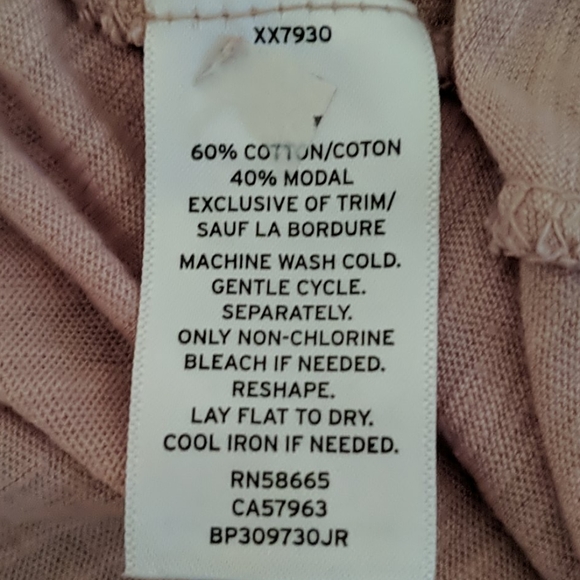 XX7930
60% COTTON/COTON
40% MODAL
EXCLUSIVE OF TRIM/
SAUF LA BORDURE
MACHINE WASH COLD.
GENTLE CYCLE.
SEPARATELY.
ONLY NON-CHLORINE
BLEACH IF NEEDED.
RESHAPE.
LAY FLAT TO DRY.
COOL IRON IF NEEDED.
RN58665
CA57963
BP309730JR